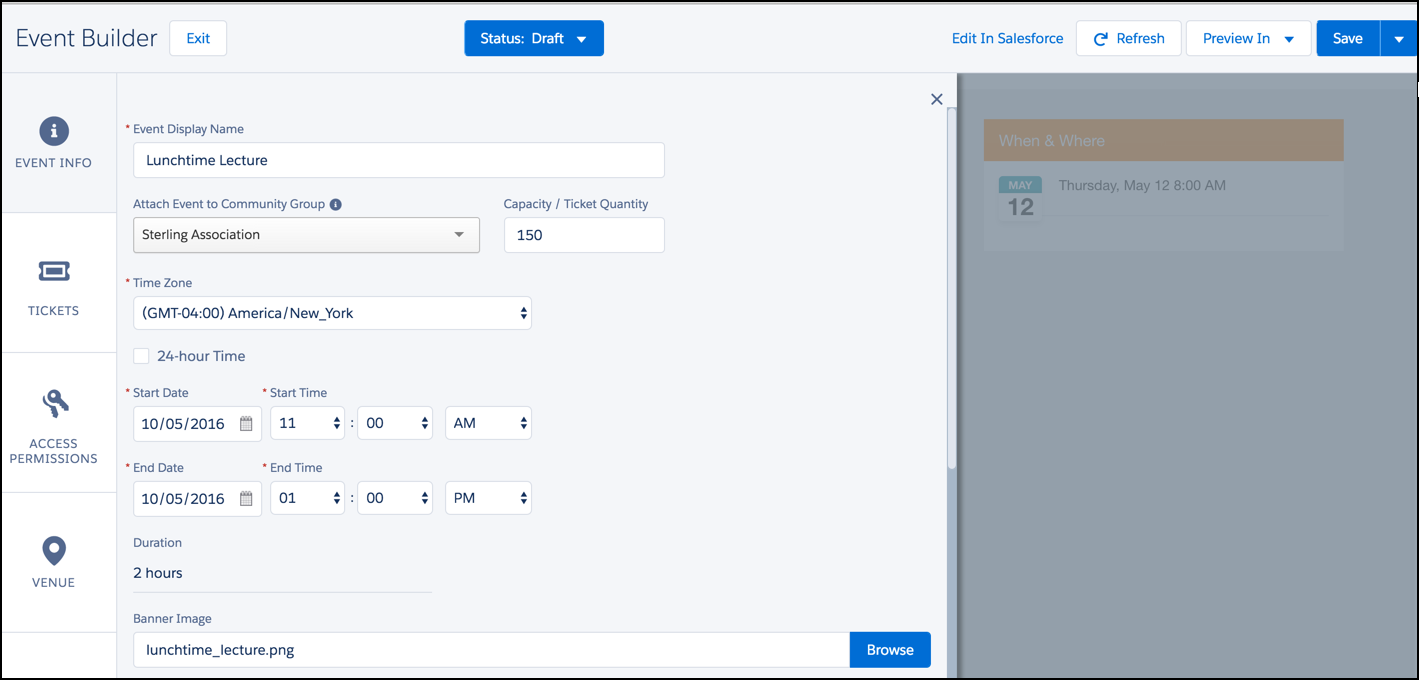 Event Builder Exit Status: Draft Edit In Salesforce Refresh Preview In Save
EVENT INFO
TICKETS
ACCESS
PERMISSIONS
VENUE
* Event Display Name
Lunchtime Lecture
Attach Event to Community Group Capacity / Ticket Quantity
Sterling Association 150
* Time Zone
(GMT-04:00) America/New_York
24-hour Time
* Start Date * Start Time
10/05/2016 11 : 00 AM
* End Date * End Time
10/05/2016 01 : 00 PM
Duration
2 hours
Banner Image
lunchtime_lecture.png Browse
When & Where
MAY Thursday, May 12 8:00 AM
12